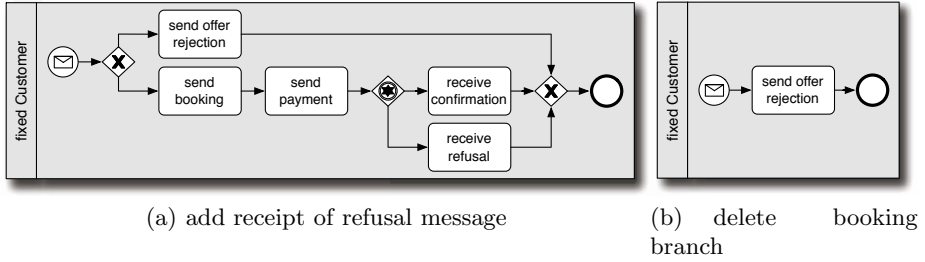 fixed Customer
send offer
rejection
send
booking
send
payment
receive
confirmation
receive
refusal
(a) add receipt of refusal message
fixed Customer
send offer
rejection
(b) delete booking
branch